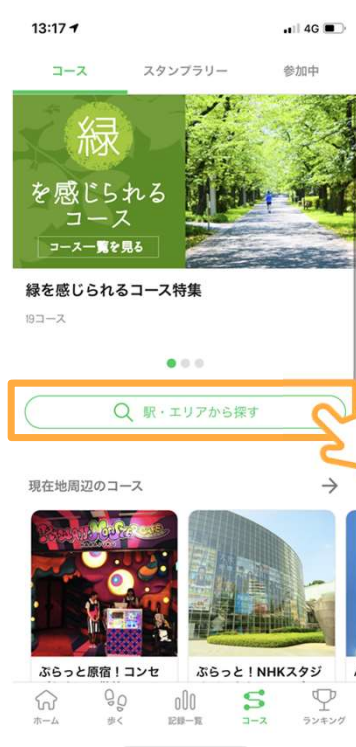 13:17
4G
コース
スタンプラリー
参加中
緑
を感じられる
コース
コース一覧を見る
緑を感じられるコース特集
19コース
駅・エリアから探す
現在地周辺のコース
ぶらっと原宿！コンセ
ぶらっと！NHKスタジ
ホーム
歩く
記録一覧
コース
ランキング